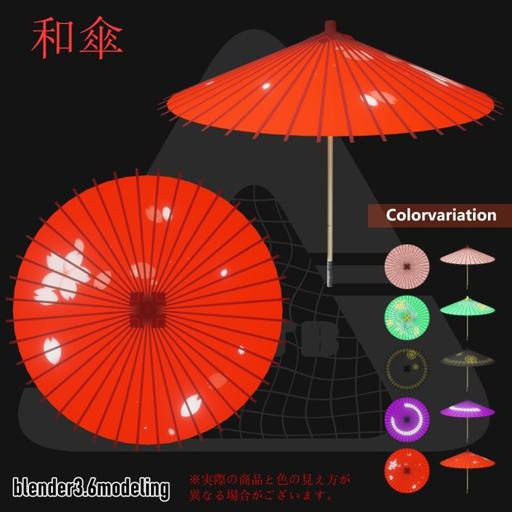 和傘
Colorvariation
blender3.6modeling
※実際の商品と色の見え方が
異なる場合がございます。